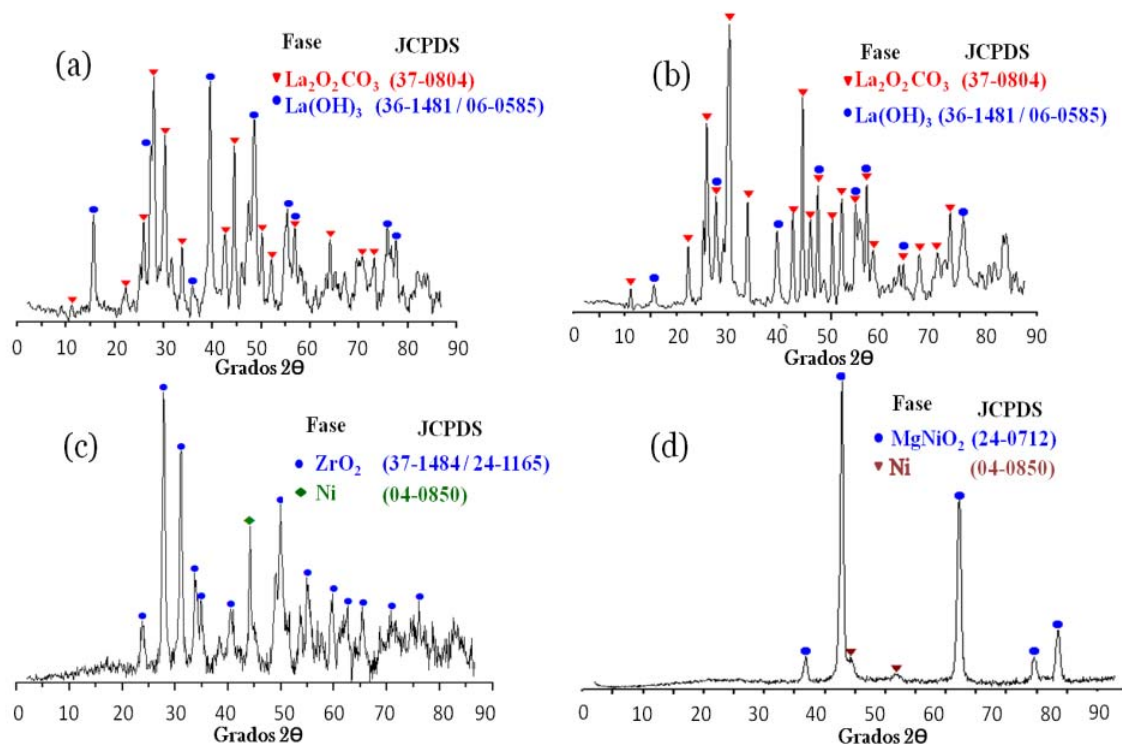 (a)
Fase JCPDS
La₂O₂CO₃ (37-0804)
La(OH)₃ (36-1481 / 06-0585)
0 10 20 30 40 50 60 70 80 90
Grados 2θ
(b)
Fase JCPDS
La₂O₂CO₃ (37-0804)
La(OH)₃ (36-1481 / 06-0585)
0 10 20 30 40 50 60 70 80 90
Grados 2θ
(c)
Fase JCPDS
ZrO₂ (37-1484 / 24-1165)
Ni (04-0850)
0 10 20 30 40 50 60 70 80 90
Grados 2θ
(d)
Fase JCPDS
MgNiO₂ (24-0712)
Ni (04-0850)
0 10 20 30 40 50 60 70 80 90
Grados 2θ